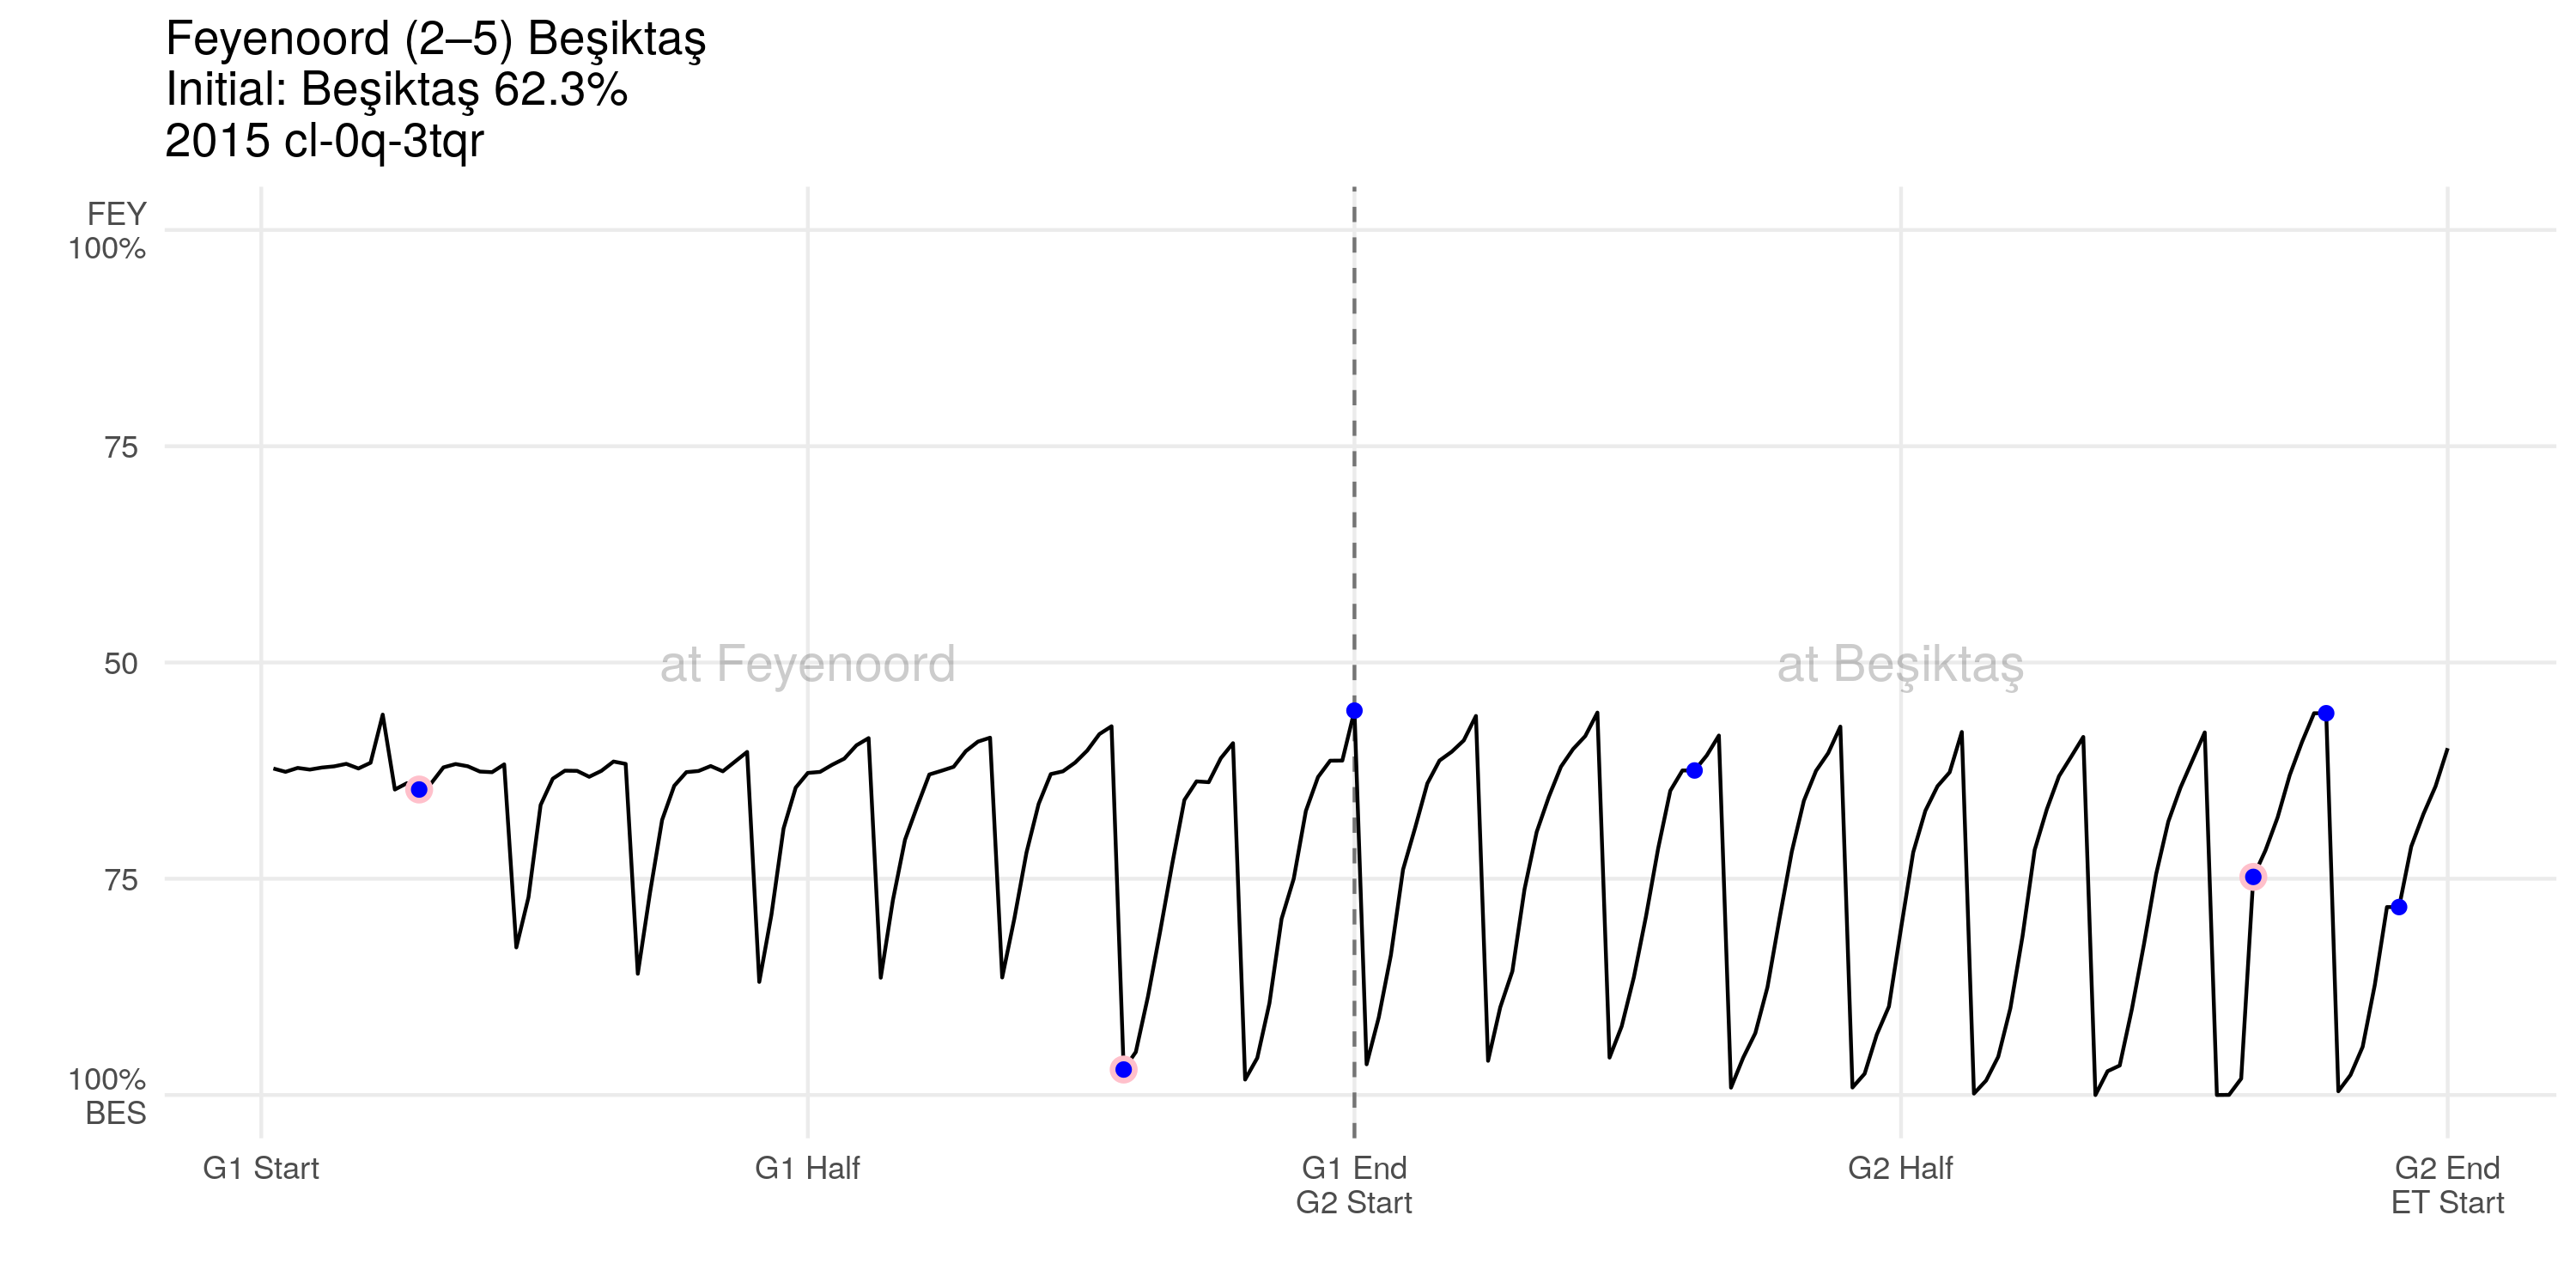 Feyenoord (2–5) Beşiktaş
Initial: Beşiktaş 62.3%
2015 cl-0q-3tqr
FEY
100%
75
50
75
100%
BES
at Feyenoord
at Beşiktaş
G1 Start
G1 Half
G1 End
G2 Start
G2 Half
G2 End
ET Start